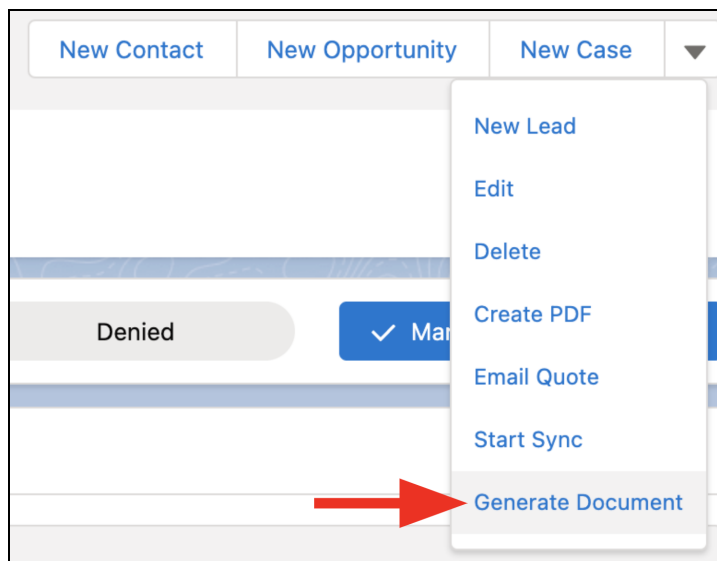 New Contact
New Opportunity
New Case
New Lead
Edit
Delete
Create PDF
Denied
Email Quote
Start Sync
Generate Document